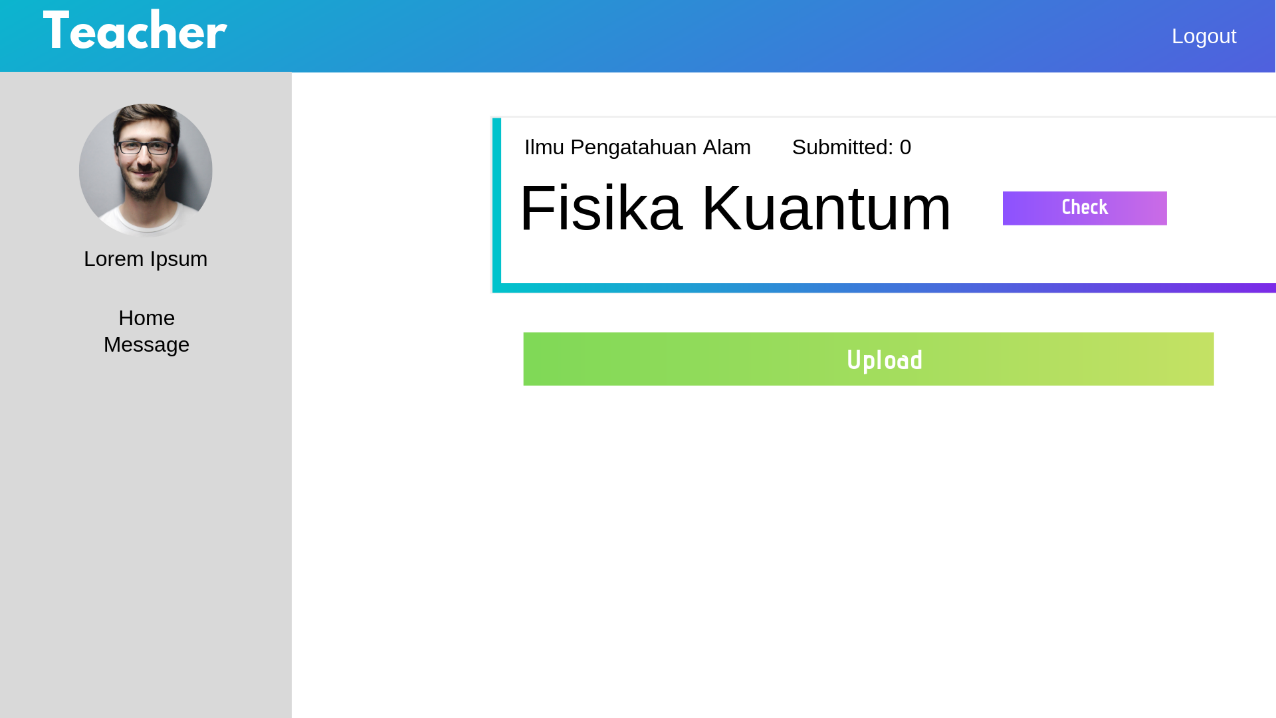 Teacher
Logout
Lorem Ipsum
Home
Message
Ilmu Pengatahuan Alam Submitted: 0
Fisika Kuantum
Check
Upload